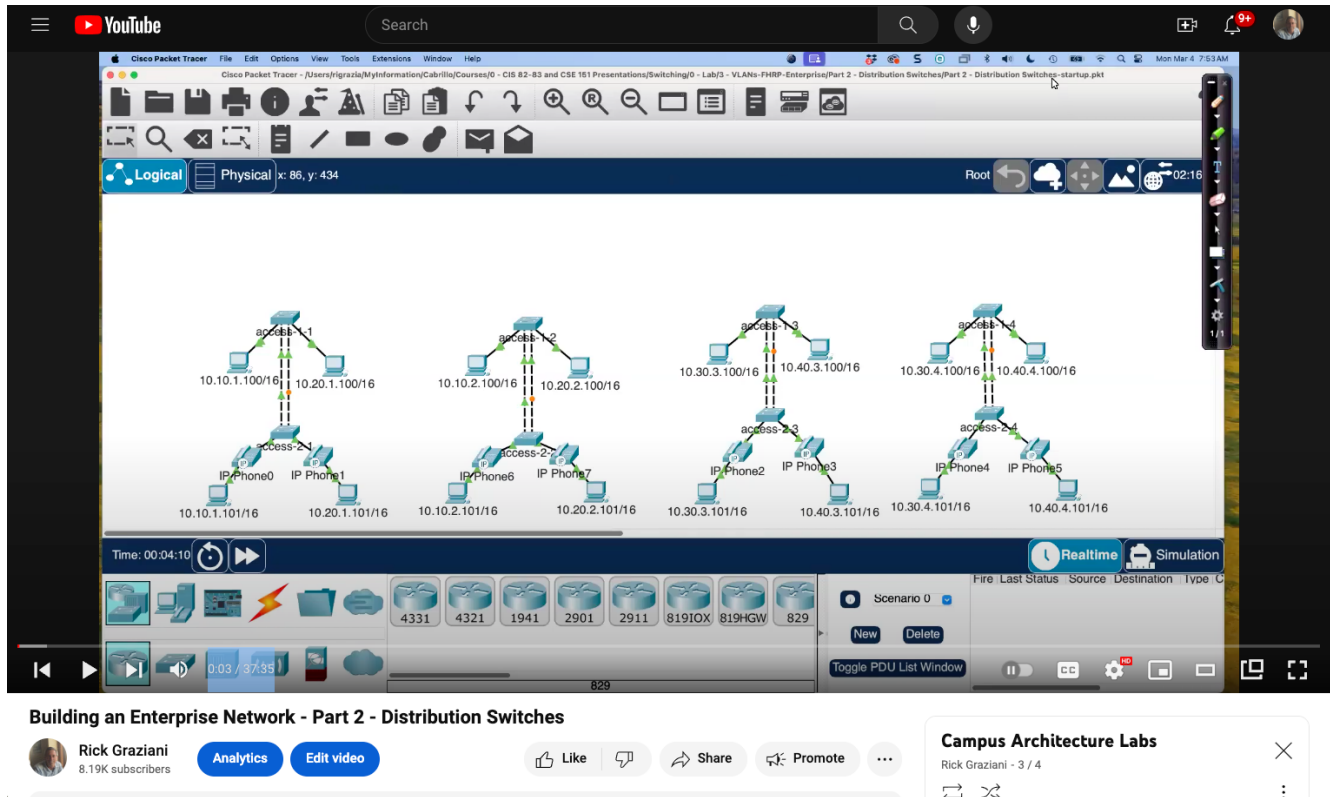 YouTube
Search
9+
Cisco Packet Tracer File Edit Options View Tools Extensions Window Help
Mon Mar 4 7:53 AM
Cisco Packet Tracer - /Users/rigrazia/MyInformation/Cabrillo/Courses/0 - CIS 82-83 and CSE 151 Presentations/Switching/0 - Lab/3 - VLANs-FHRP-Enterprise/Part 2 - Distribution Switches/Part 2 - Distribution Switches-startup.pkt
Logical Physical x: 86, y: 434
Root
02:16
1/1
access-1-1
access-1-2
access-1-3
access-1-4
10.10.1.100/16
10.20.1.100/16
10.10.2.100/16
10.20.2.100/16
10.30.3.100/16
10.40.3.100/16
10.30.4.100/16
10.40.4.100/16
access-2-1
access-2-
access-2-3
access-2-4
IP Phone0
IP Phone1
IP Phone6
IP Phone7
IP Phone2
IP Phone3
IP Phone4
IP Phone5
10.10.1.101/16
10.20.1.101/16
10.10.2.101/16
10.20.2.101/16
10.30.3.101/16
10.40.3.101/16
10.30.4.101/16
10.40.4.101/16
Time: 00:04:10
Realtime
Simulation
4331 4321 1941 2901 2911 819IOX 819HGW 829
Scenario 0
Fire Last Status Source Destination Type C
New Delete
Toggle PDU List Window
0:03 / 37:35
CC
HD
829
Building an Enterprise Network - Part 2 - Distribution Switches
Rick Graziani
8.19K subscribers
Analytics
Edit video
Like
Share
Promote
Campus Architecture Labs
Rick Graziani - 3 / 4